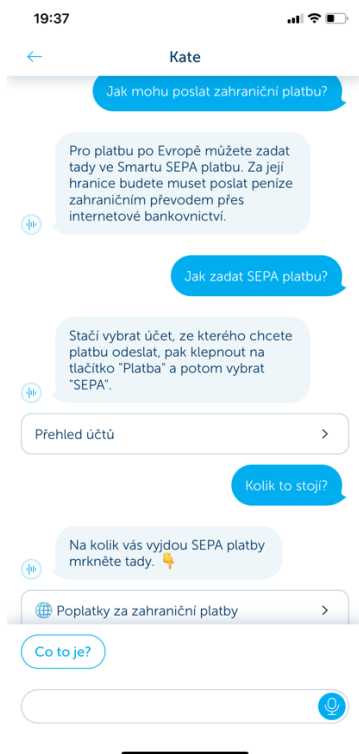 19:37
Kate
Jak mohu poslat zahraniční platbu?
Pro platbu po Evropě můžete zadat
tady ve Smartu SEPA platbu. Za její
hranice budete muset poslat peníze
zahraničním převodem přes
internetové bankovnictví.
Jak zadat SEPA platbu?
Stačí vybrat účet, ze kterého chcete
platbu odeslat, pak klepnout na
tlačítko "Platba" a potom vybrat
"SEPA".
Přehled účtů
Kolik to stojí?
Na kolik vás vyjdou SEPA platby
mrkněte tady. 👇
🌐 Poplatky za zahraniční platby
Co to je?